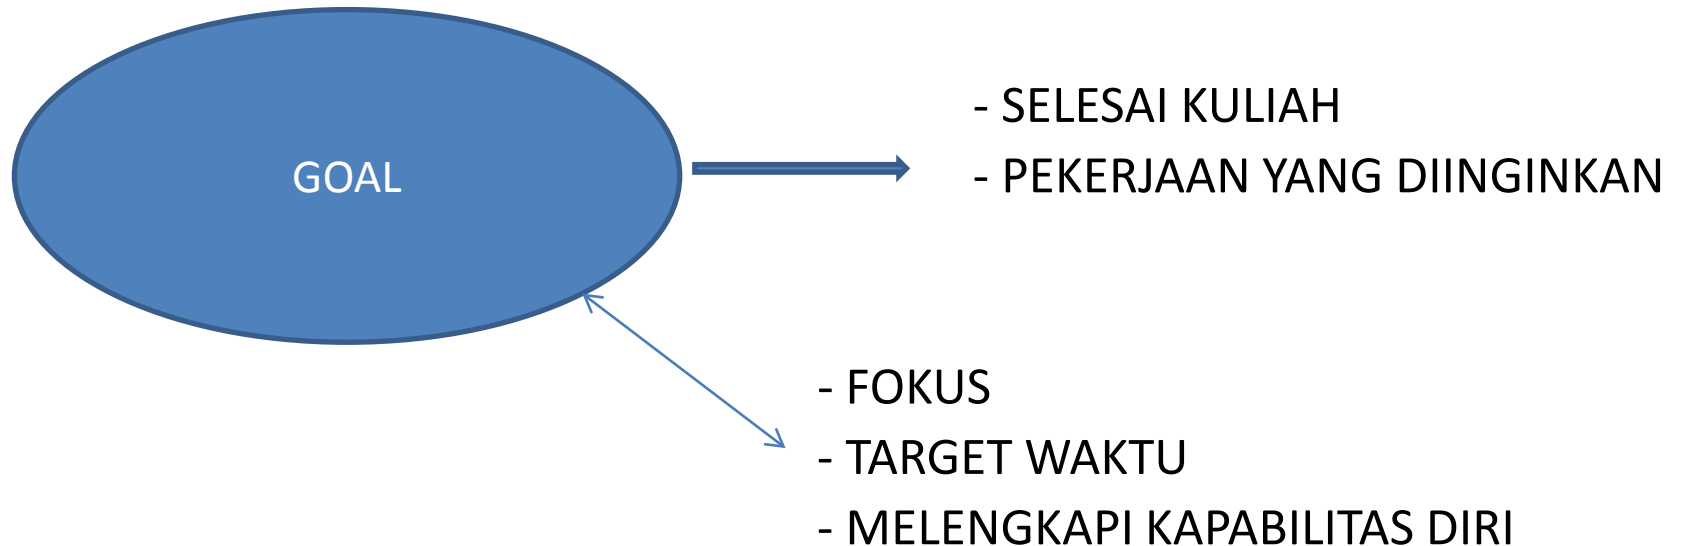 GOAL
- SELESAI KULIAH
- PEKERJAAN YANG DIINGINKAN
- FOKUS
- TARGET WAKTU
- MELENGKAPI KAPABILITAS DIRI